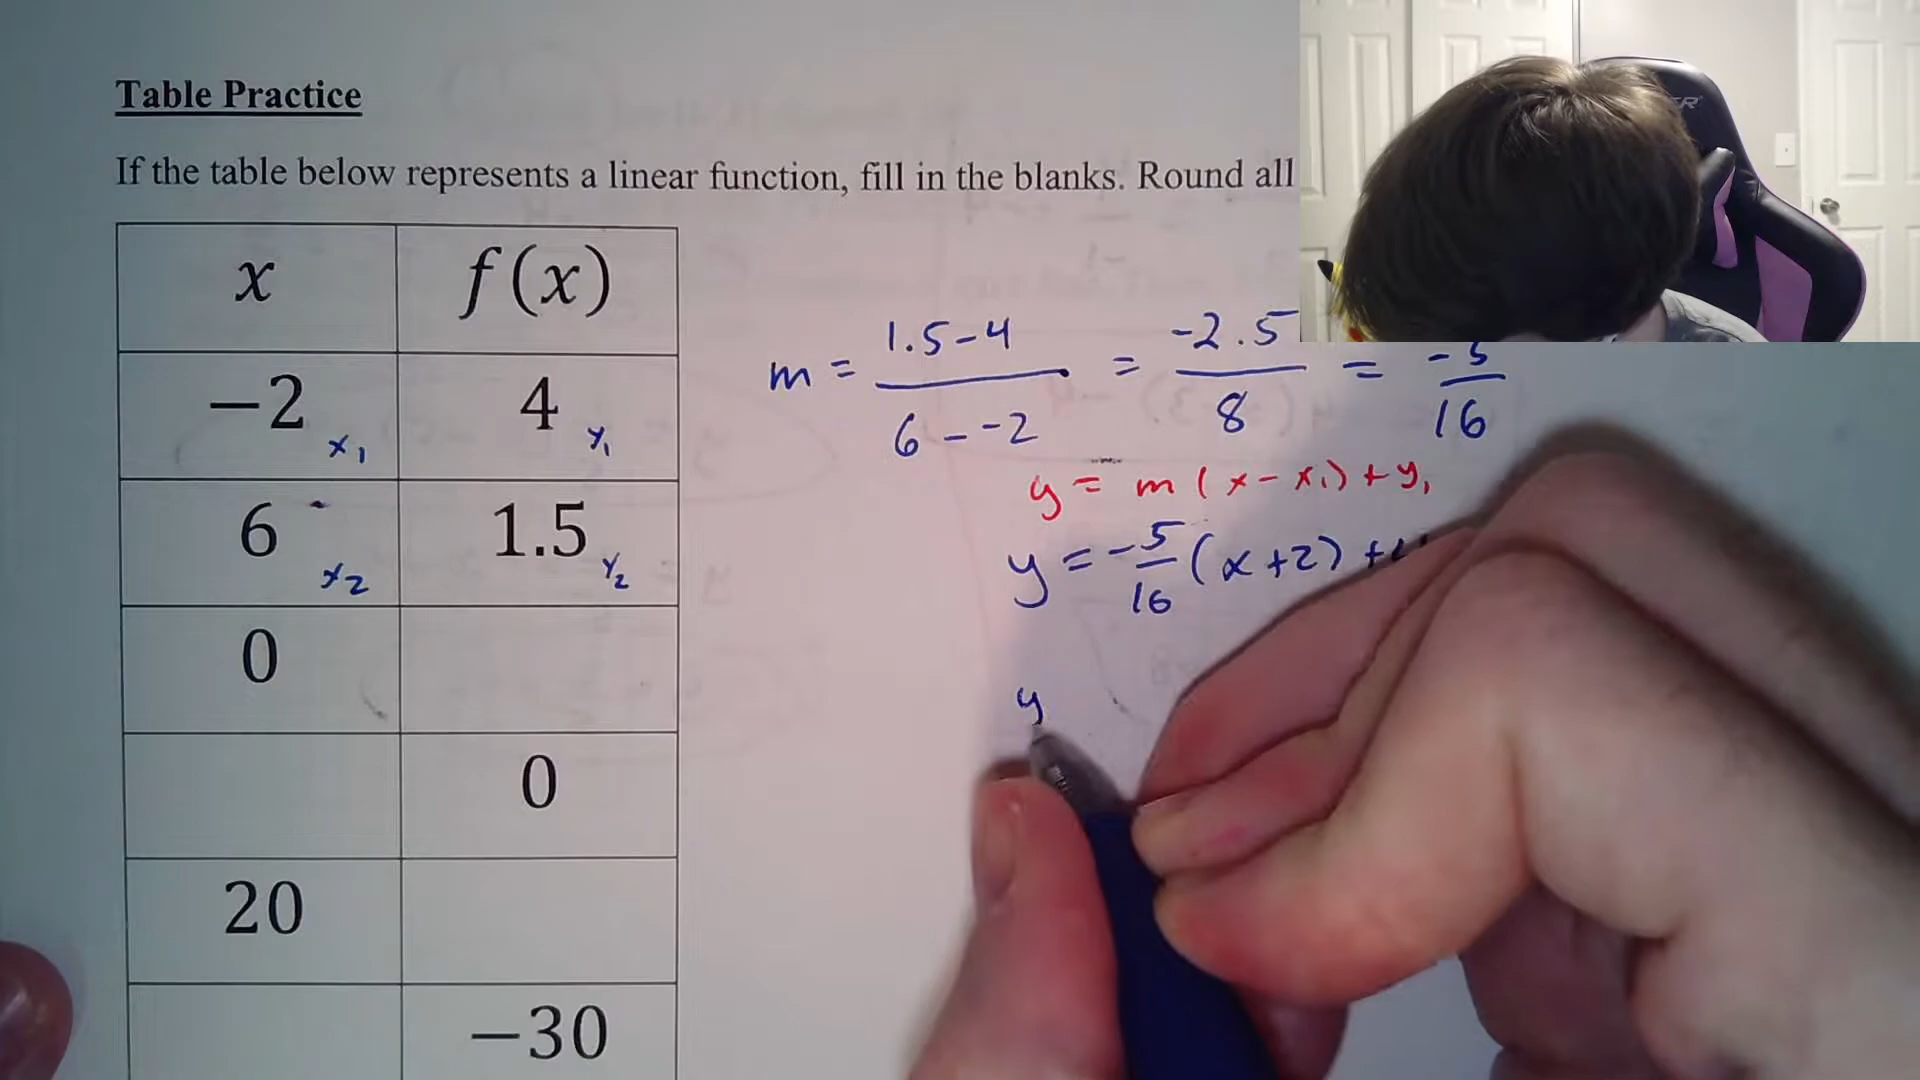 Table Practice
If the table below represents a linear function, fill in the blanks. Round all
x f(x)
−2 x₁ 4 y₁
6 x₂ 1.5 y₂
0
0
20
−30
m = 1.5-4 / 6 - -2 = -2.5 / 8 = -5 / 16
y = m(x-x₁)+y₁
y = -5/16 (x+2) +
y